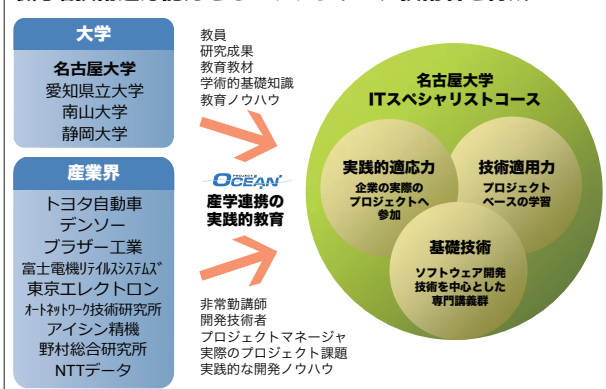 大学
名古屋大学
愛知県立大学
南山大学
静岡大学
産業界
トヨタ自動車
デンソー
ブラザー工業
富士電機リテイルシステムズ
東京エレクトロン
オートネットワーク技術研究所
アイシン精機
野村総合研究所
NTTデータ
教員
研究成果
教育教材
学術的基礎知識
教育ノウハウ
PROJECT
OCEAN
産学連携の
実践的教育
非常勤講師
開発技術者
プロジェクトマネージャ
実際のプロジェクト課題
実践的な開発ノウハウ
名古屋大学
ITスペシャリストコース
実践的適応力
企業の実際の
プロジェクトへ
参加
技術適用力
プロジェクト
ベースの学習
基礎技術
ソフトウェア開発
技術を中心とした
専門講義群